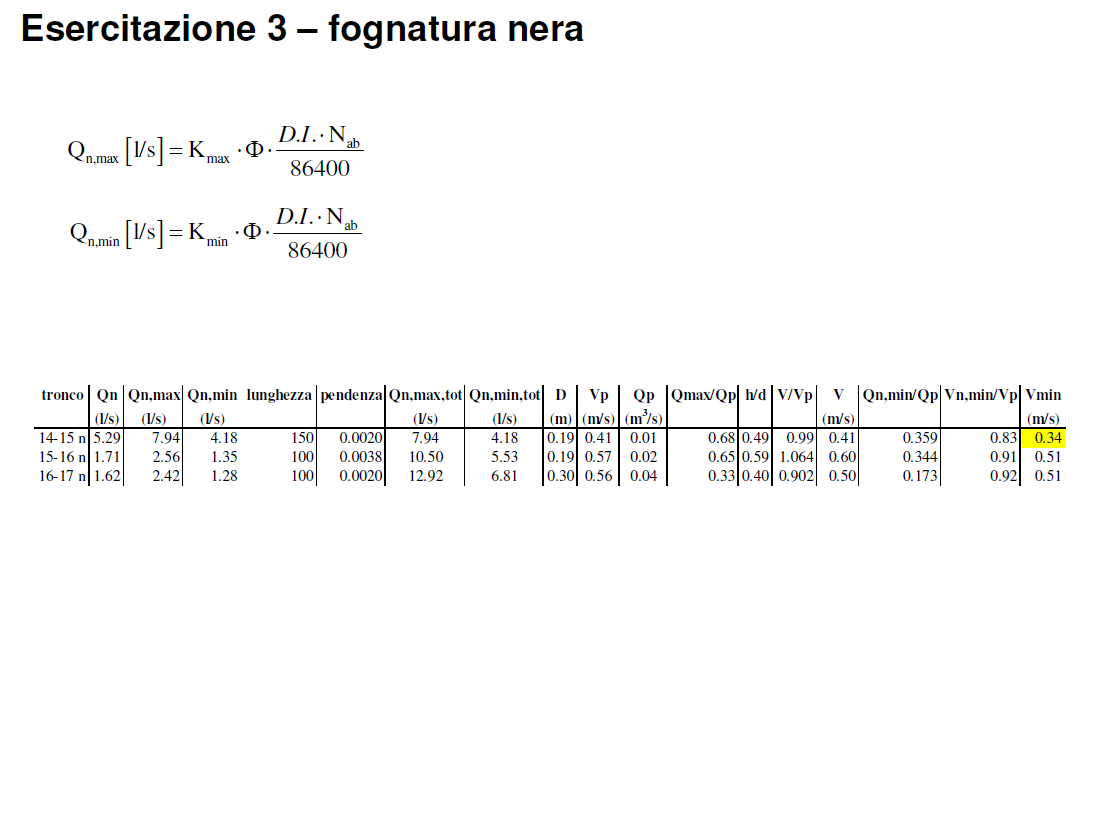 Esercitazione 3 – fognatura nera
Q_n,max [l/s] = K_max · Φ · D.I. · N_ab / 86400
Q_n,min [l/s] = K_min · Φ · D.I. · N_ab / 86400
tronco Qn Qn,max Qn,min lunghezza pendenza Qn,max,tot Qn,min,tot D Vp Qp Qmax/Qp h/d V/Vp V Qn,min/Qp Vn,min/Vp Vmin
(l/s) (l/s) (l/s) (l/s) (l/s) (m) (m/s) (m³/s) (m/s) (m/s)
14-15 n 5.29 7.94 4.18 150 0.0020 7.94 4.18 0.19 0.41 0.01 0.68 0.49 0.99 0.41 0.359 0.83 0.34
15-16 n 1.71 2.56 1.35 100 0.0038 10.50 5.53 0.19 0.57 0.02 0.65 0.59 1.064 0.60 0.344 0.91 0.51
16-17 n 1.62 2.42 1.28 100 0.0020 12.92 6.81 0.30 0.56 0.04 0.33 0.40 0.902 0.50 0.173 0.92 0.51